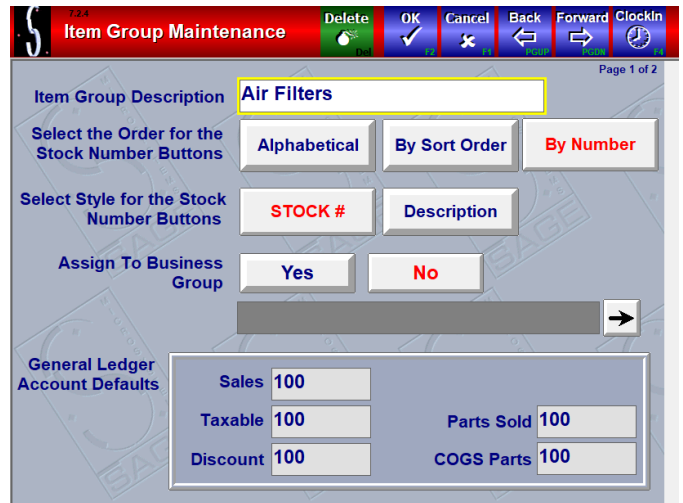 7.2.4
Item Group Maintenance
Delete
Del
OK
F2
Cancel
F1
Back
PGUP
Forward
PGDN
ClockIn
F4
Page 1 of 2
Item Group Description
Air Filters
Select the Order for the
Stock Number Buttons
Alphabetical
By Sort Order
By Number
Select Style for the Stock
Number Buttons
STOCK #
Description
Assign To Business
Group
Yes
No
General Ledger
Account Defaults
Sales 100
Taxable 100
Parts Sold 100
Discount 100
COGS Parts 100
SAGE
SAGE
SAGE